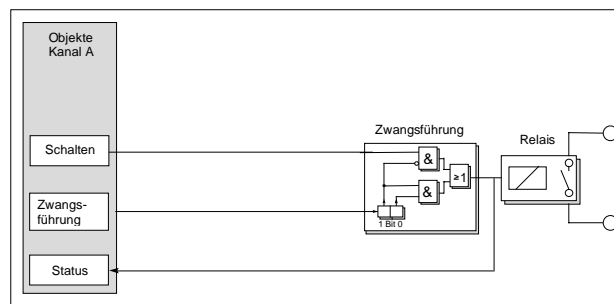 Objekte
Kanal A
Schalten
Zwangs-
führung
Status
Zwangsführung
&
&
≥1
1 Bit 0
Relais